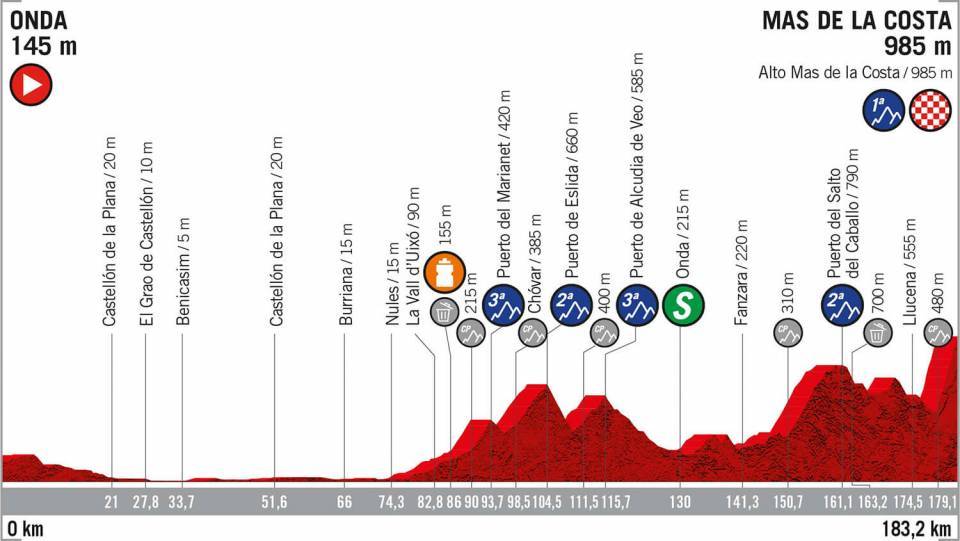 ONDA
145 m
MAS DE LA COSTA
985 m
Alto Mas de la Costa / 985 m
1ª
Castellón de la Plana / 20 m
El Grao de Castellón / 10 m
Benicasim / 5 m
Castellón de la Plana / 20 m
Burriana / 15 m
Nules / 15 m
La Vall d'Uixó / 90 m
155 m
215 m
CP
Puerto del Marianet / 420 m
3ª
Chóvar / 385 m
CP
Puerto de Eslida / 660 m
2ª
400 m
CP
Puerto de Alcudia de Veo / 585 m
3ª
Onda / 215 m
S
Fanzara / 220 m
310 m
CP
Puerto del Salto
del Caballo / 790 m
2ª
700 m
Llucena / 555 m
480 m
CP
21 27,8 33,7 51,6 66 74,3 82,8 86 90 93,7 98,5 104,5 111,5 115,7 130 141,3 150,7 161,1 163,2 174,5 179,1
0 km
183,2 km